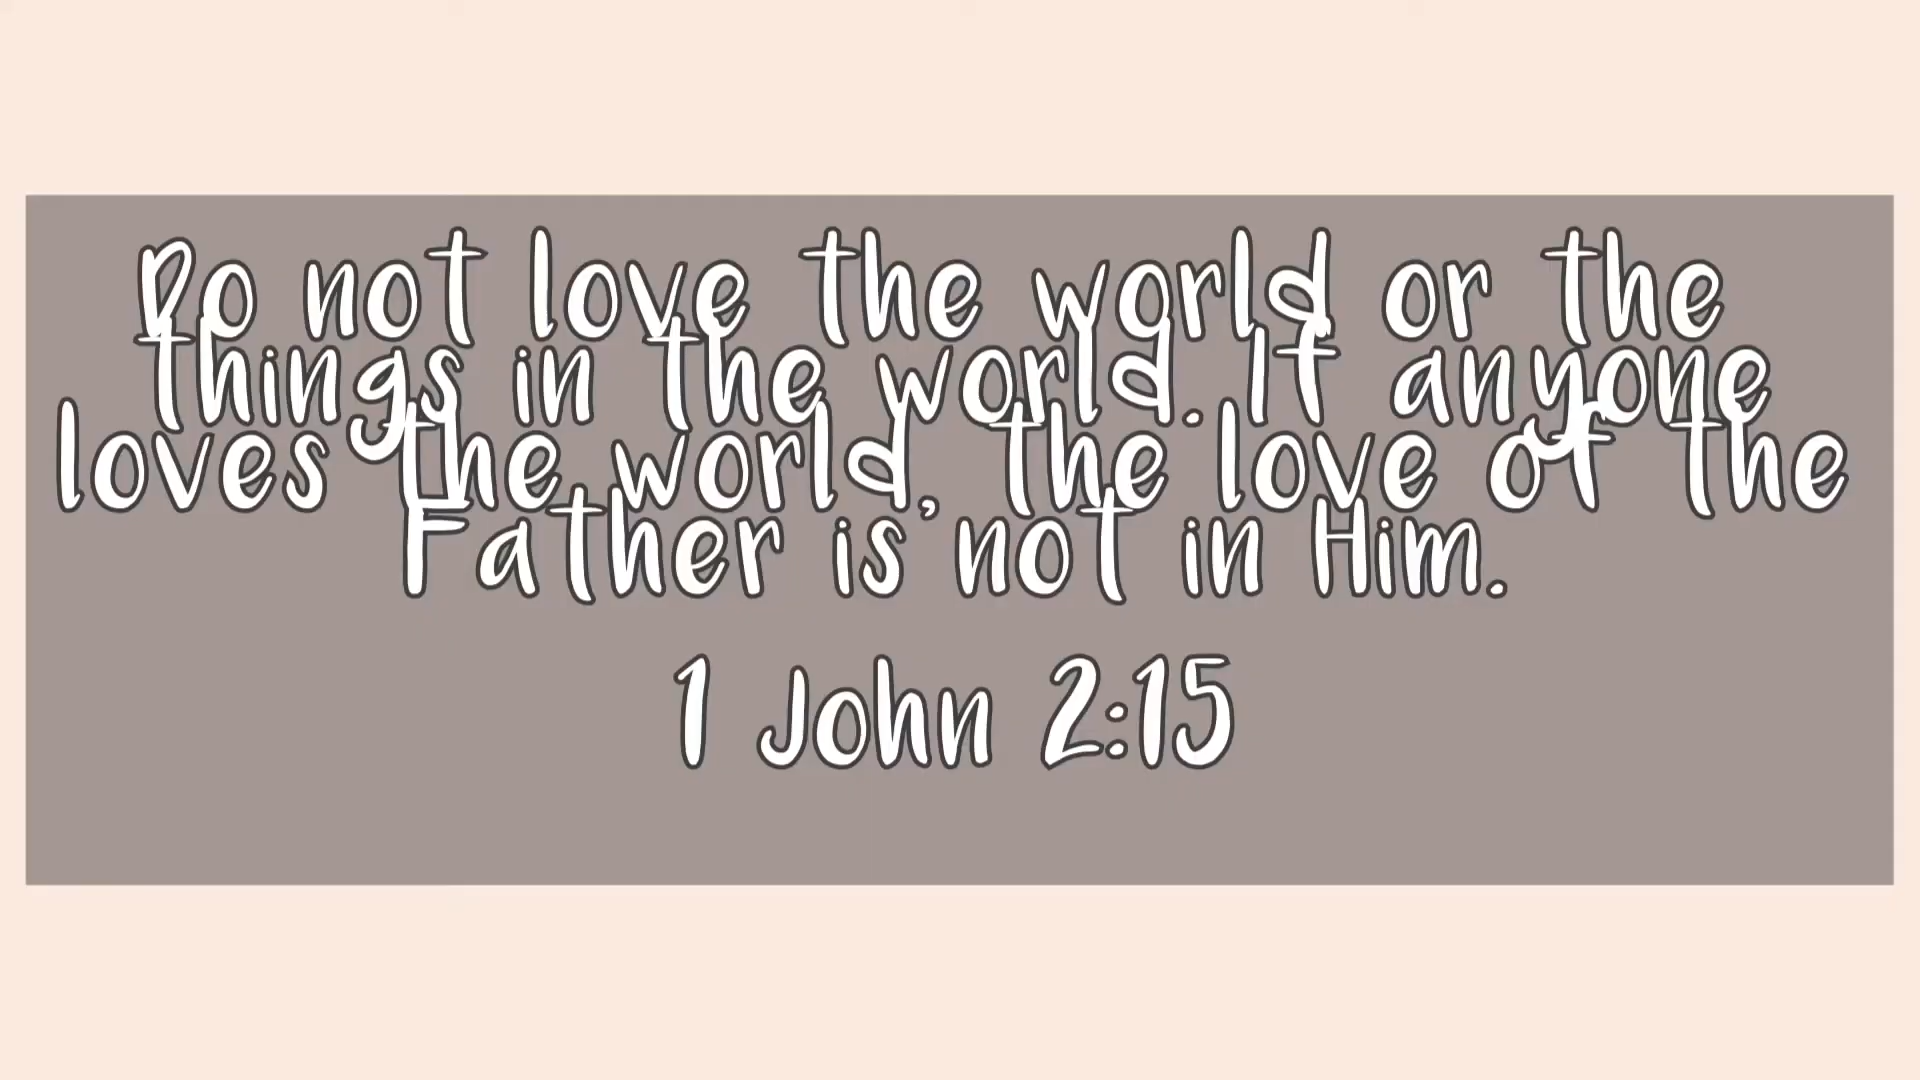 Do not love the world or the
things in the world. If anyone
loves the world, the love of the
Father is not in Him.
1 John 2:15